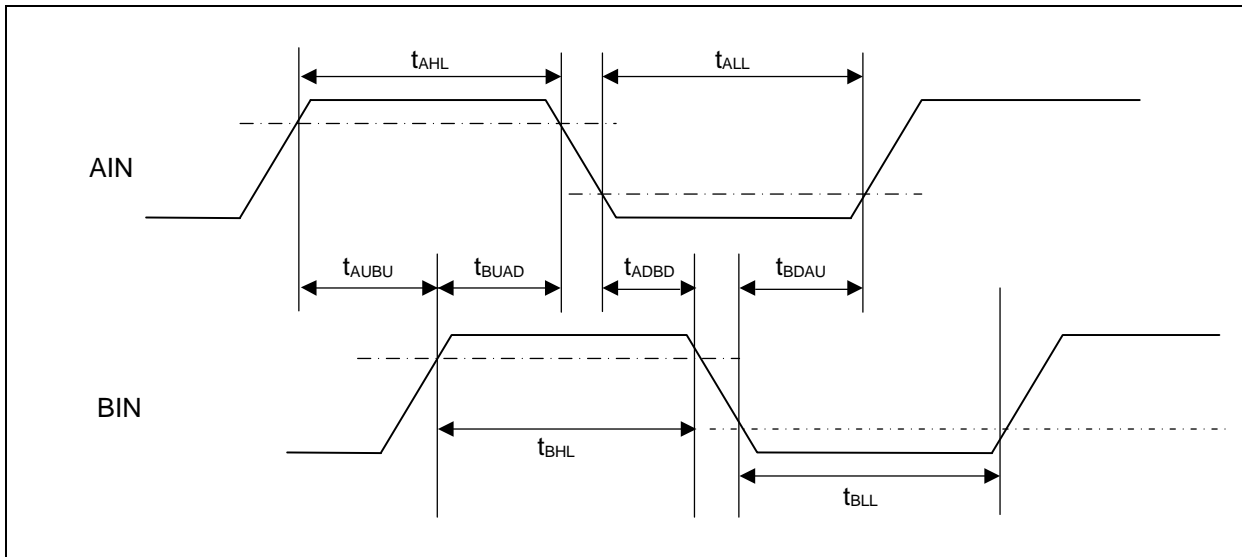 tAHL
tALL
AIN
tAUBU
tBUAD
tADBD
tBDAU
BIN
tBHL
tBLL